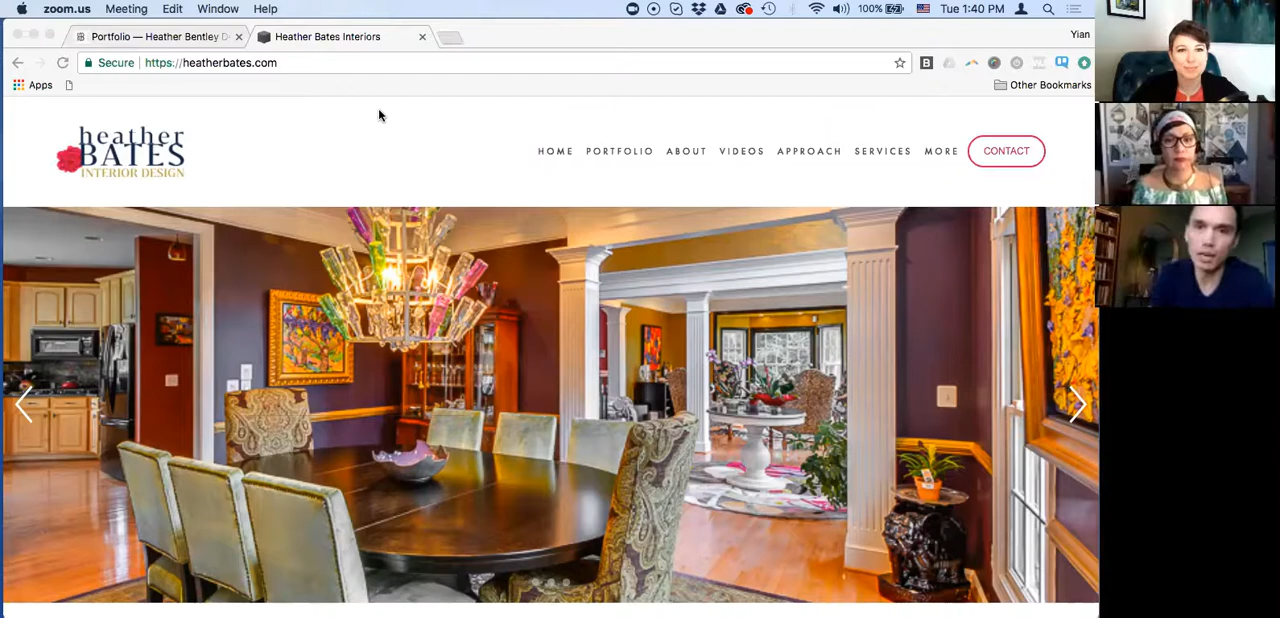 zoom.us Meeting Edit Window Help 100% Tue 1:40 PM
Portfolio — Heather Bentley D Heather Bates Interiors Yian
Secure https://heatherbates.com
Apps Other Bookmarks
heather
BATES
INTERIOR DESIGN
HOME PORTFOLIO ABOUT VIDEOS APPROACH SERVICES MORE CONTACT